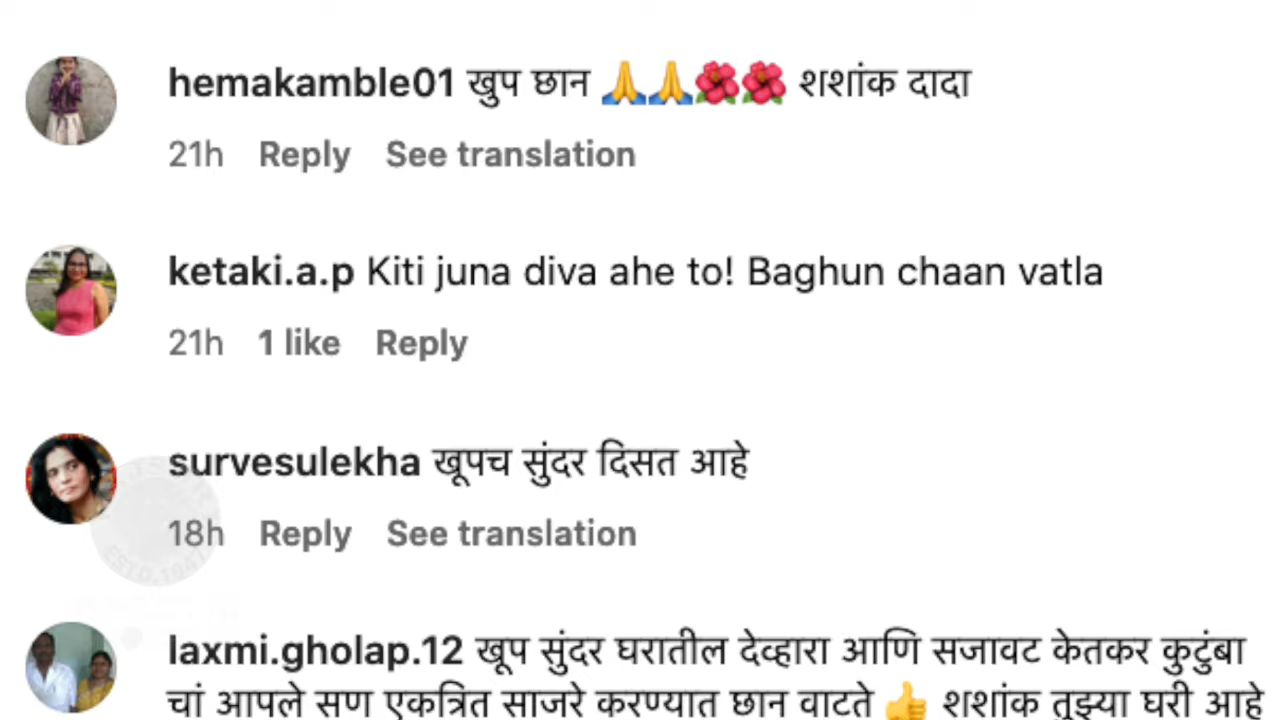 hemakamble01 खुप छान 🙏🙏🌺🌺 शशांक दादा
21h Reply See translation
ketaki.a.p Kiti juna diva ahe to! Baghun chaan vatla
21h 1 like Reply
survesulekha खूपच सुंदर दिसत आहे
18h Reply See translation
ESTD.1947
laxmi.gholap.12 खूप सुंदर घरातील देव्हारा आणि सजावट केतकर कुटुंबा
चां आपले सण एकत्रित साजरे करण्यात छान वाटते 👍 शशांक तुझ्या घरी आहे